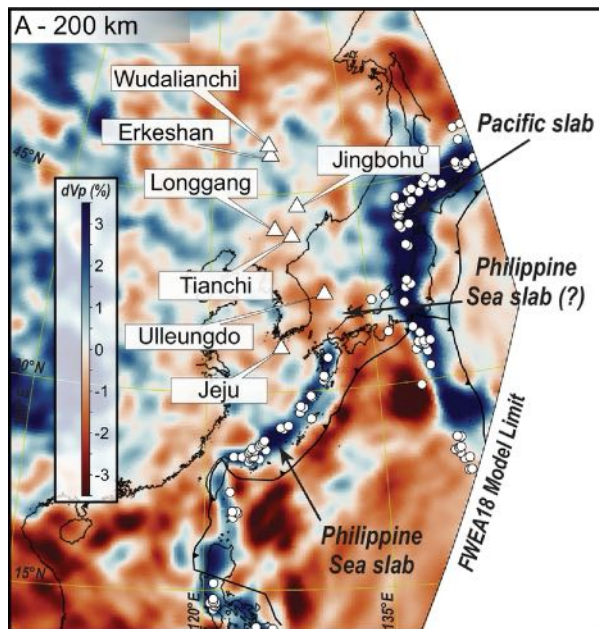 A - 200 km
Wudalianchi
Erkeshan
Jingbohu
Longgang
Pacific slab
45°N
dVp (%)
3
2
1
0
-1
-2
-3
Tianchi
Philippine
Sea slab (?)
Ulleungdo
Jeju
FWEA18 Model Limit
Philippine
Sea slab
15°N
120°E
135°E